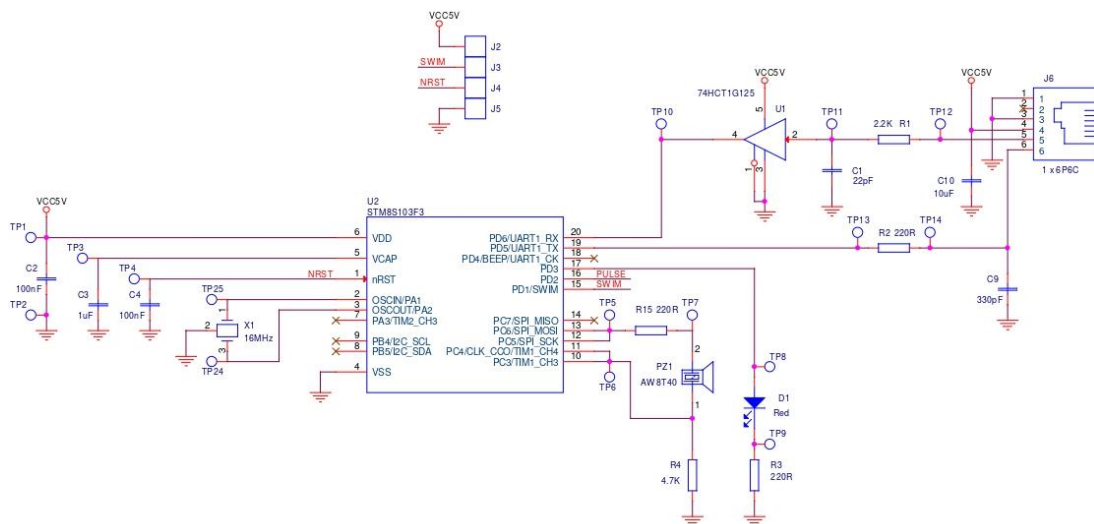 VCC5V
J2
SWIM
J3
NRST
J4
J5
VCC5V
74HCT1G125
U1
5
4
2
1
3
TP10
TP11
C1
22pF
2.2K R1
TP12
VCC5V
C10
10uF
J6
1
2
3
4
5
6
1
2
3
4
5
6
1 x 6P6C
TP13
R2 220R
TP14
C9
330pF
VCC5V
TP1
C2
100nF
TP2
TP3
C3
1uF
TP4
C4
100nF
NRST
TP25
1
2
X1
16MHz
3
TP24
U2
STM8S103F3
6 VDD
5 VCAP
1 nRST
2 OSCIN/PA1
3 OSCOUT/PA2
7 PA3/TIM2_CH3
9 PB4/I2C_SCL
8 PB5/I2C_SDA
4 VSS
PD6/UART1_RX 20
PD5/UART1_TX 19
PD4/BEEP/UART1_CK 18
PD3 17
PD2 16 PULSE
PD1/SWIM 15 SWIM
PC7/SPI_MISO 14
PC6/SPI_MOSI 13
PC5/SPI_SCK 12
PC4/CLK_CCO/TIM1_CH4 11
PC3/TIM1_CH3 10
TP5
R15 220R
TP7
TP6
2
PZ1
AW8T40
1
R4
4.7K
TP8
D1
Red
TP9
R3
220R